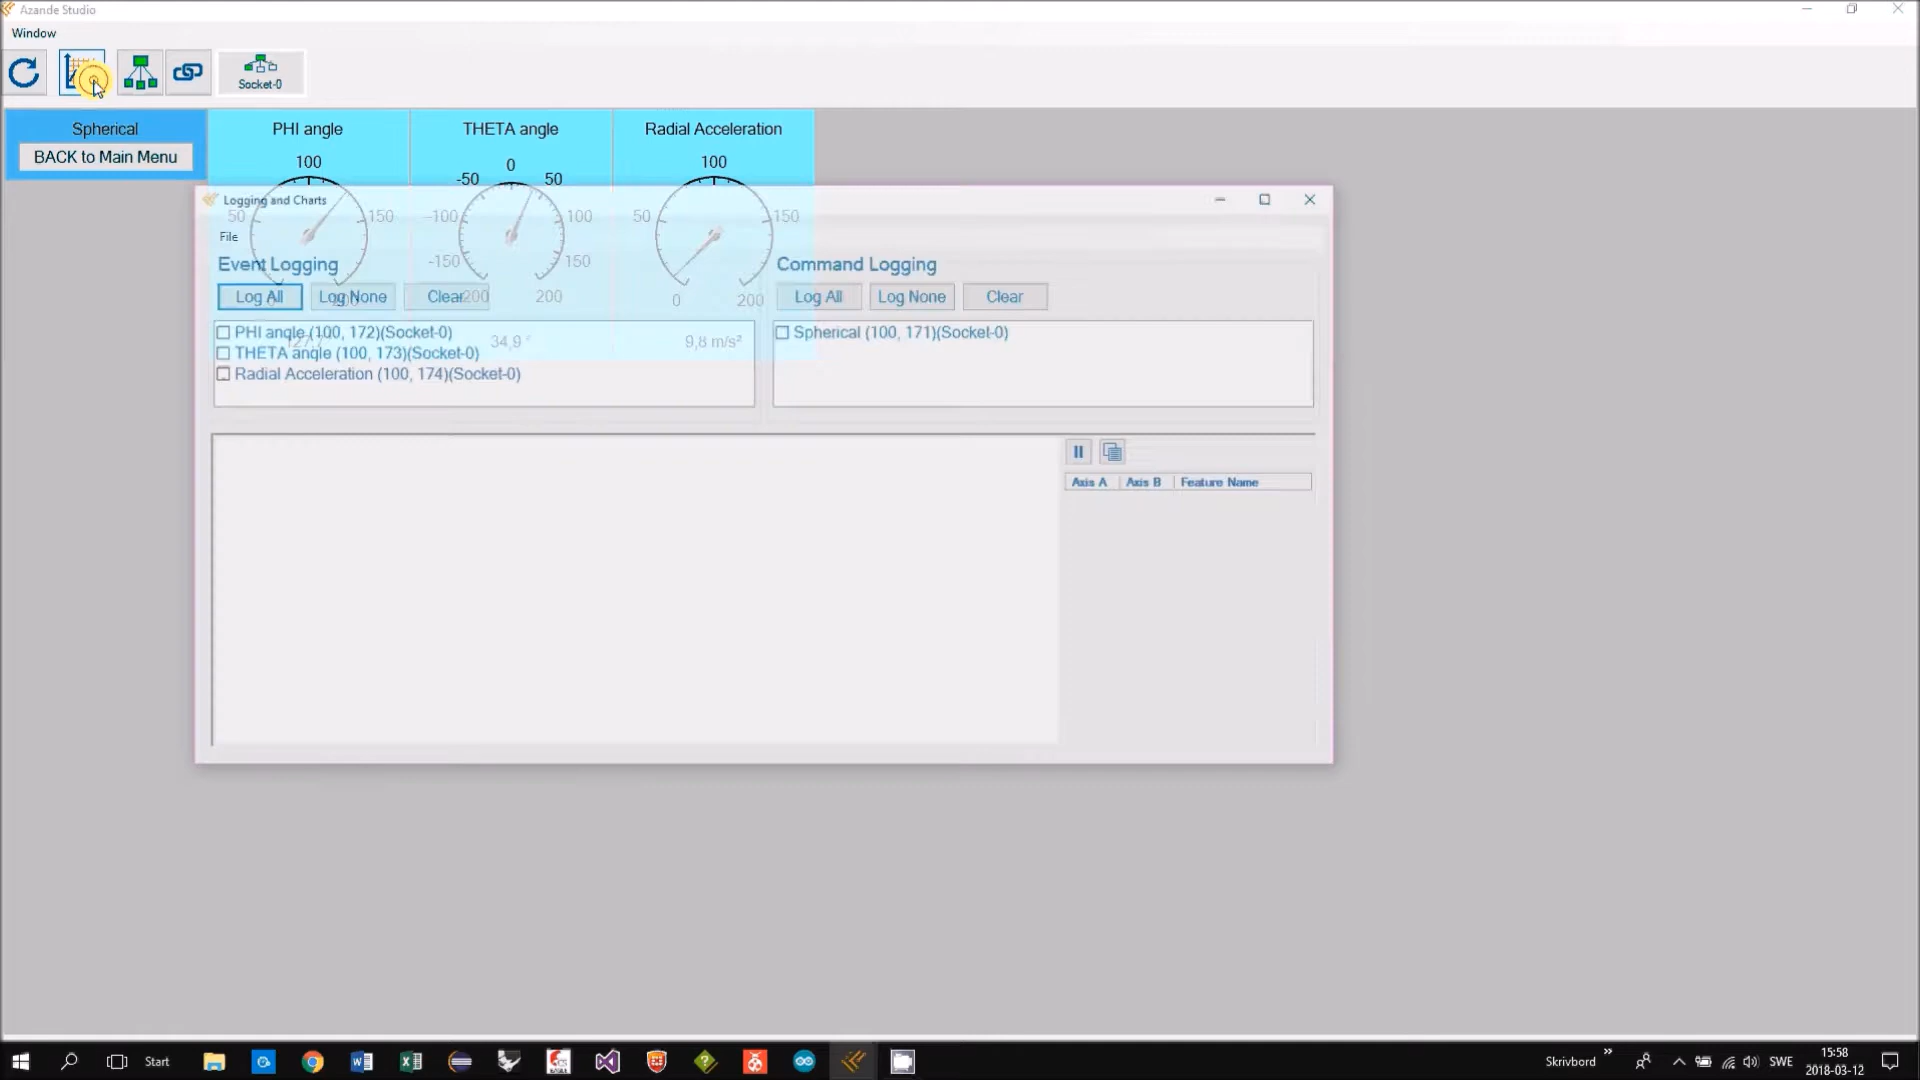 Azande Studio
Window
Socket-0
Spherical
BACK to Main Menu
PHI angle
THETA angle
Radial Acceleration
100
0
100
-50
50
50
150
-100
100
50
150
-150
150
0
200
-200
200
0
200
34,9 °
9,8 m/s²
Logging and Charts
File
Event Logging
Log All
Log None
Clear
PHI angle (100, 172)(Socket-0)
THETA angle (100, 173)(Socket-0)
Radial Acceleration (100, 174)(Socket-0)
Command Logging
Log All
Log None
Clear
Spherical (100, 171)(Socket-0)
Axis A
Axis B
Feature Name
Start
Skrivbord
SWE
15:58
2018-03-12